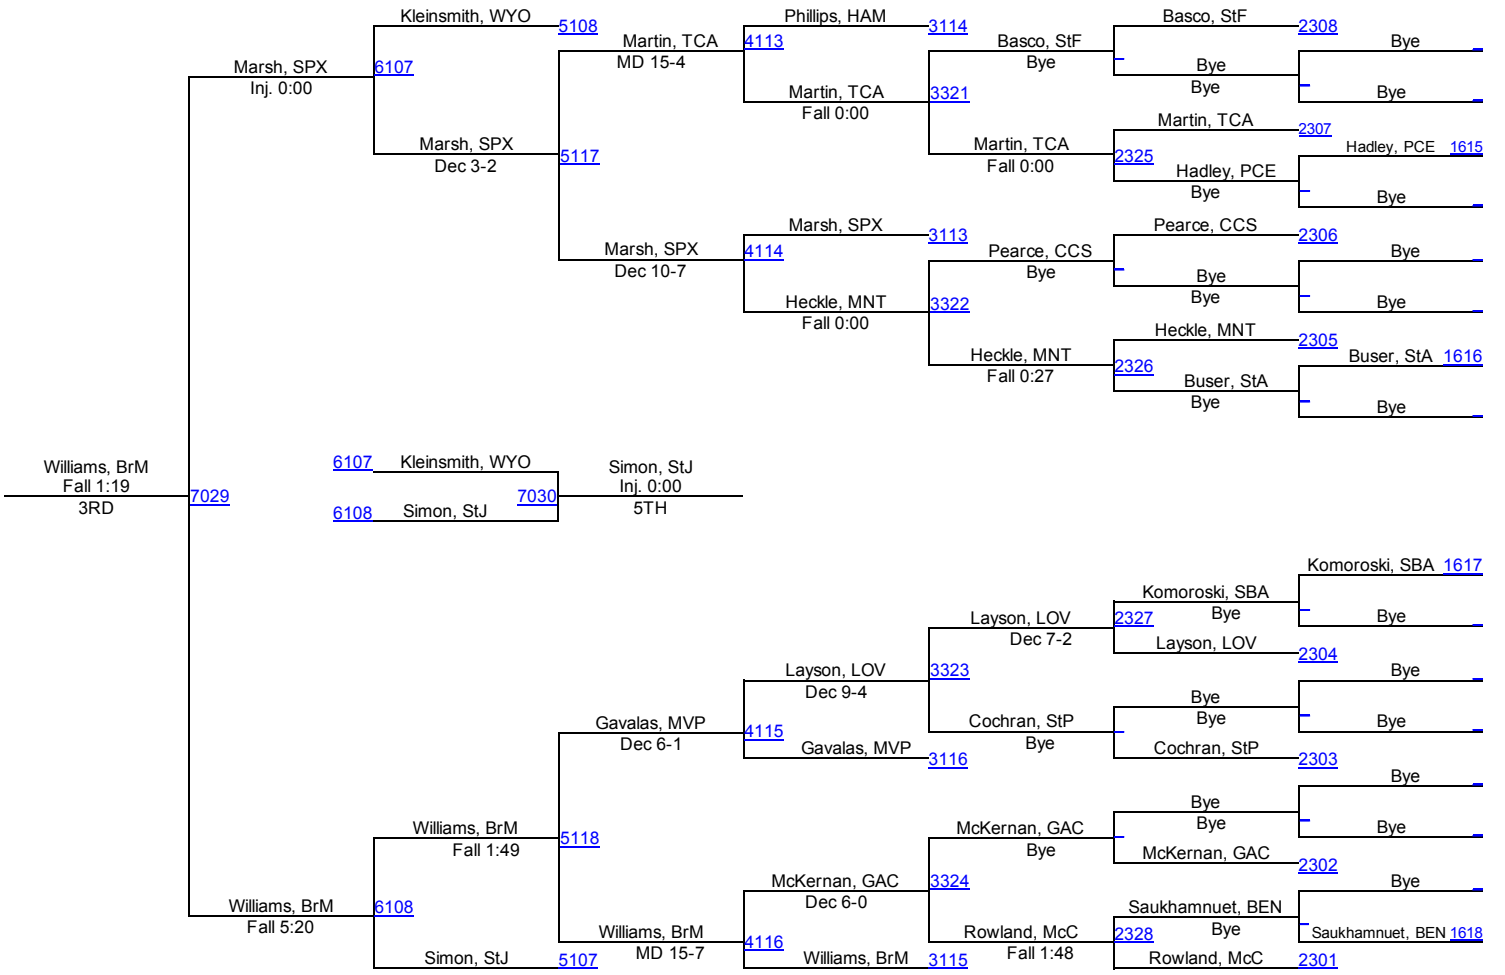 Kleinsmith, WYO 5108
Phillips, HAM 3114
Basco, StF 2308
Martin, TCA 4113
MD 15-4
Basco, StF
Bye
Bye
Marsh, SPX 6107
Inj. 0:00
Bye
Bye
Martin, TCA 3321
Fall 0:00
Bye
Martin, TCA 2307
Marsh, SPX 5117
Dec 3-2
Martin, TCA 2325
Fall 0:00
Hadley, PCE 1615
Hadley, PCE
Bye
Bye
Marsh, SPX 3113
Pearce, CCS 2306
Marsh, SPX 4114
Dec 10-7
Pearce, CCS
Bye
Bye
Bye
Bye
Heckle, MNT 3322
Fall 0:00
Bye
Heckle, MNT 2305
Heckle, MNT 2326
Fall 0:27
Buser, StA 1616
Buser, StA
Bye
Bye
Williams, BrM
Fall 1:19
3RD
7029
6107 Kleinsmith, WYO
7030
6108 Simon, StJ
Simon, StJ
Inj. 0:00
5TH
Komoroski, SBA 1617
Komoroski, SBA
Bye
Layson, LOV 2327
Dec 7-2
Bye
Layson, LOV 2304
Layson, LOV 3323
Dec 9-4
Bye
Bye
Bye
Gavalas, MVP 4115
Dec 6-1
Cochran, StP
Bye
Bye
Gavalas, MVP 3116
Cochran, StP 2303
Bye
Bye
Bye
Williams, BrM 5118
Fall 1:49
McKernan, GAC
Bye
Bye
McKernan, GAC 2302
McKernan, GAC 3324
Dec 6-0
Bye
Williams, BrM 6108
Fall 5:20
Saukhamnuet, BEN
Bye
Williams, BrM 4116
MD 15-7
Rowland, McC 2328
Fall 1:48
Saukhamnuet, BEN 1618
Simon, StJ 5107
Williams, BrM 3115
Rowland, McC 2301